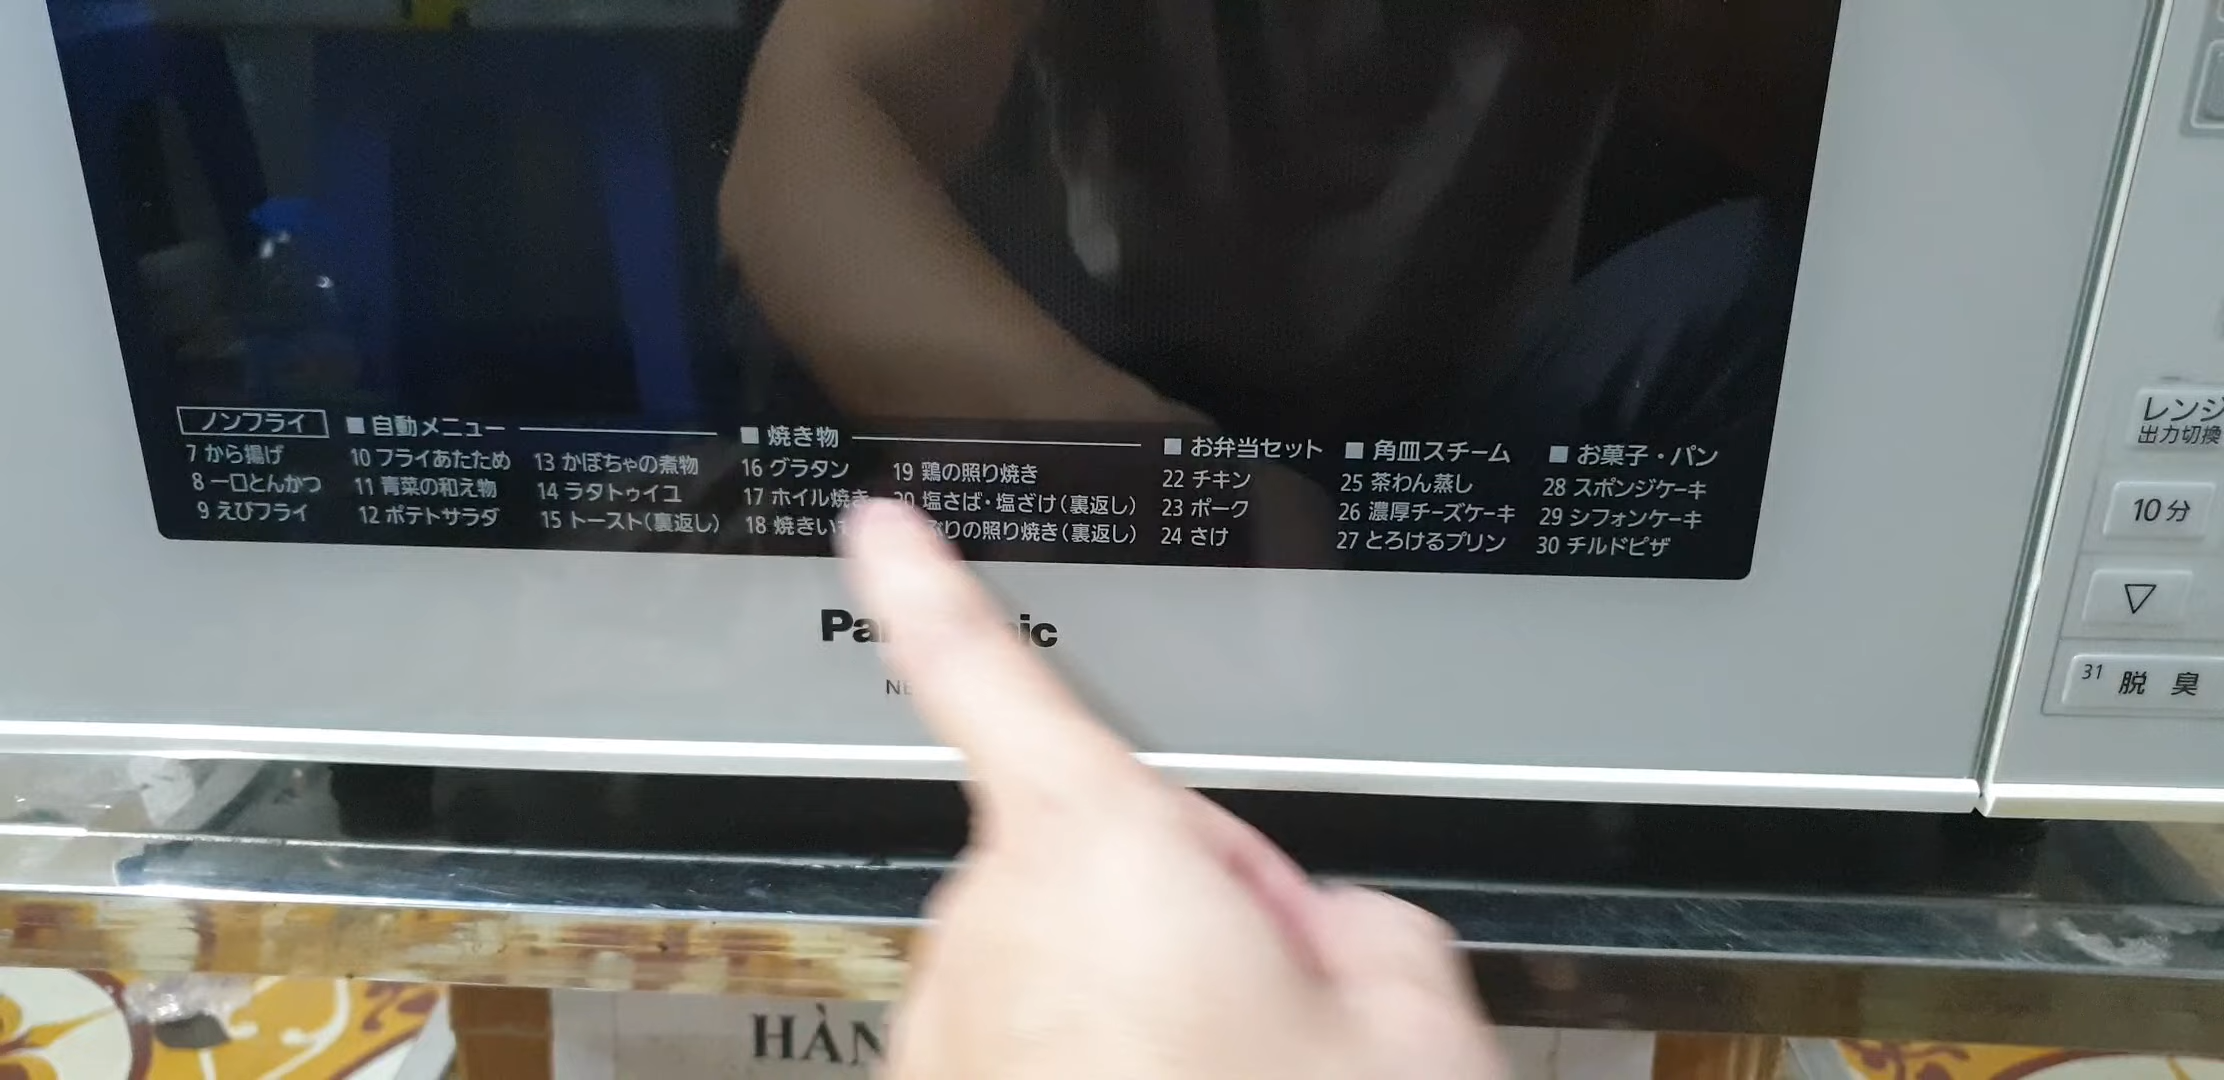 ノンフライ
7 から揚げ
8 一口とんかつ
9 えびフライ
■ 自動メニュー
10 フライあたため
11 青菜の和え物
12 ポテトサラダ
13 かぼちゃの煮物
14 ラタトゥイユ
15 トースト(裏返し)
■ 焼き物
16 グラタン
17 ホイル焼き
18 焼きい
19 鶏の照り焼き
20 塩さば・塩ざけ(裏返し)
ぶりの照り焼き(裏返し)
■ お弁当セット
22 チキン
23 ポーク
24 さけ
■ 角皿スチーム
25 茶わん蒸し
26 濃厚チーズケーキ
27 とろけるプリン
■ お菓子・パン
28 スポンジケーキ
29 シフォンケーキ
30 チルドピザ
レンジ
出力切換
10分
▽
31 脱臭
HÀN